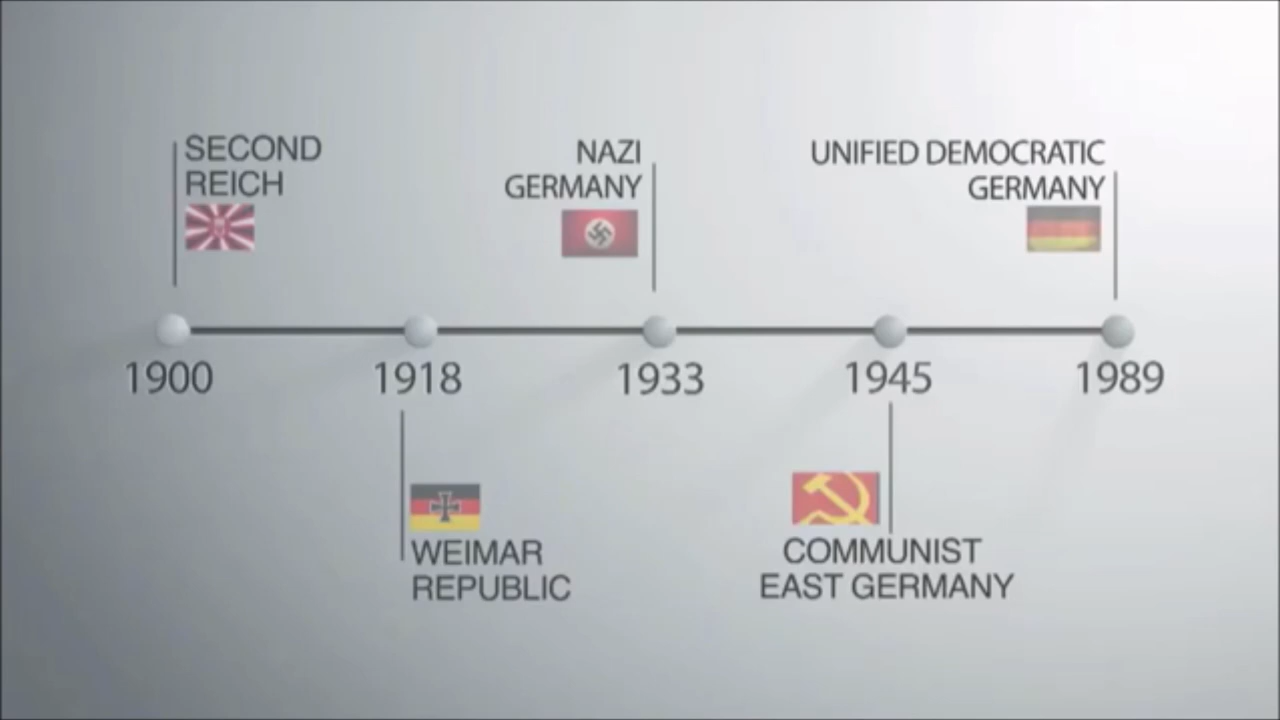 SECOND
REICH
NAZI
GERMANY
UNIFIED DEMOCRATIC
GERMANY
1900
1918
1933
1945
1989
WEIMAR
REPUBLIC
COMMUNIST
EAST GERMANY